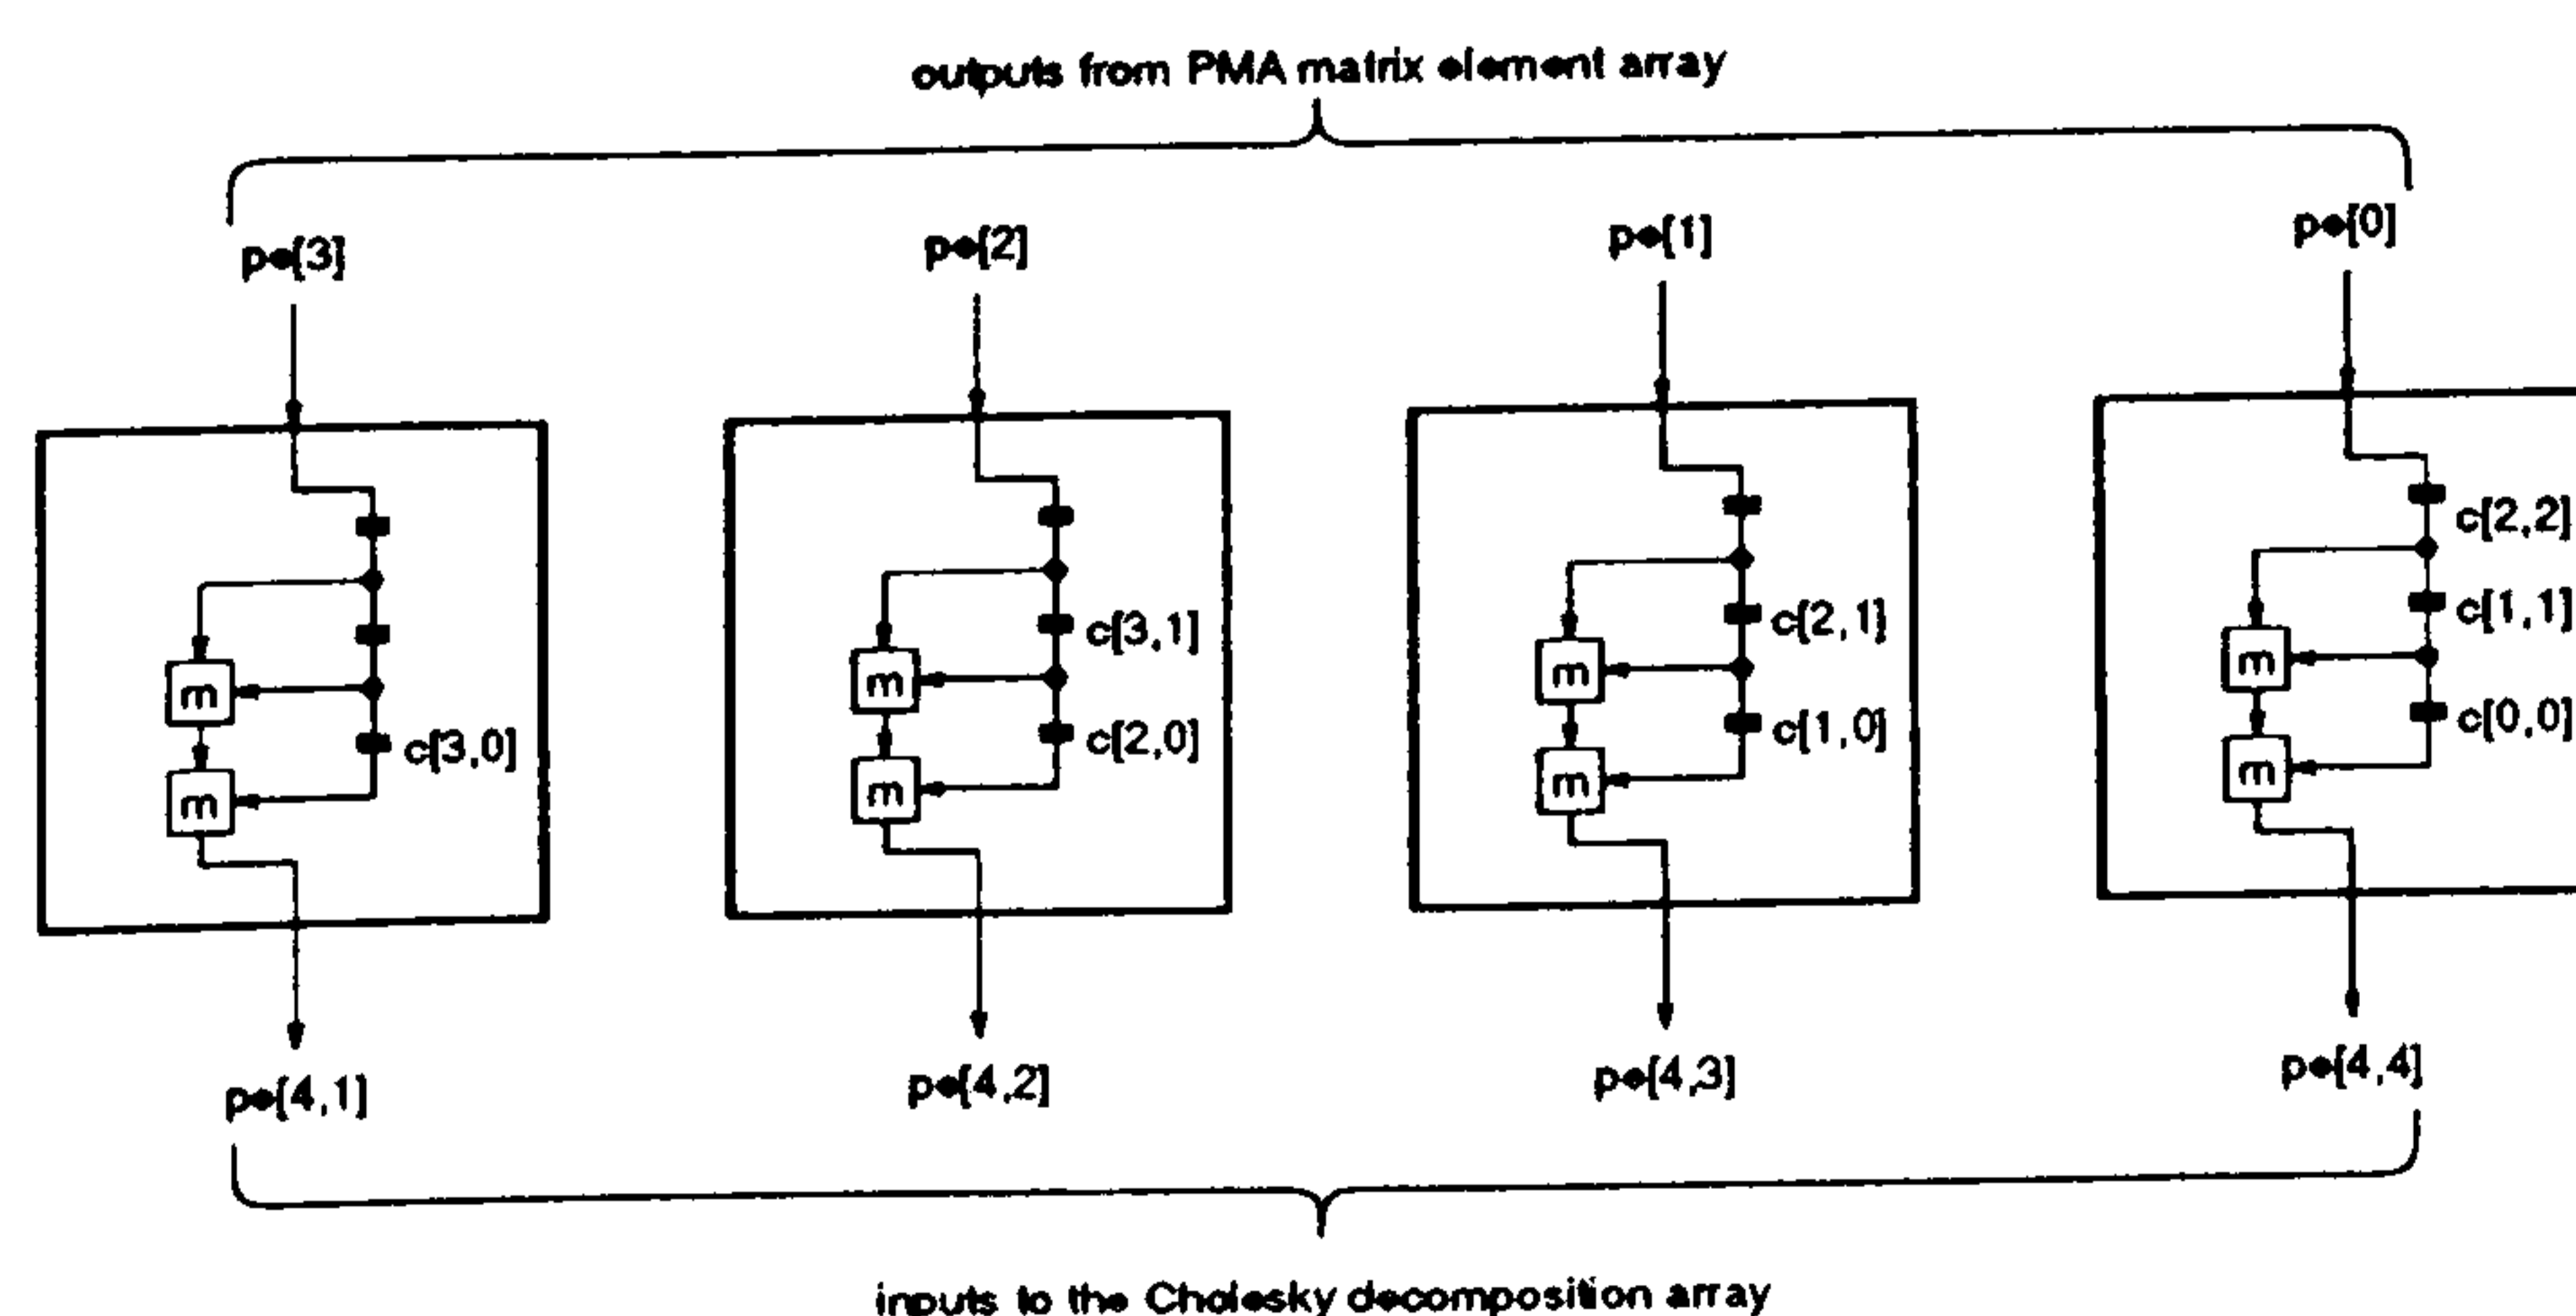 outputs from PMA matrix element array
pe[3] pe[2] pe[1] pe[0]
c[2,2]
c[3,1] c[2,1] c[1,1]
m m m m
c[3,0] c[2,0] c[1,0] c[0,0]
m m m m
pe[4,1] pe[4,2] pe[4,3] pe[4,4]
inputs to the Cholesky decomposition array